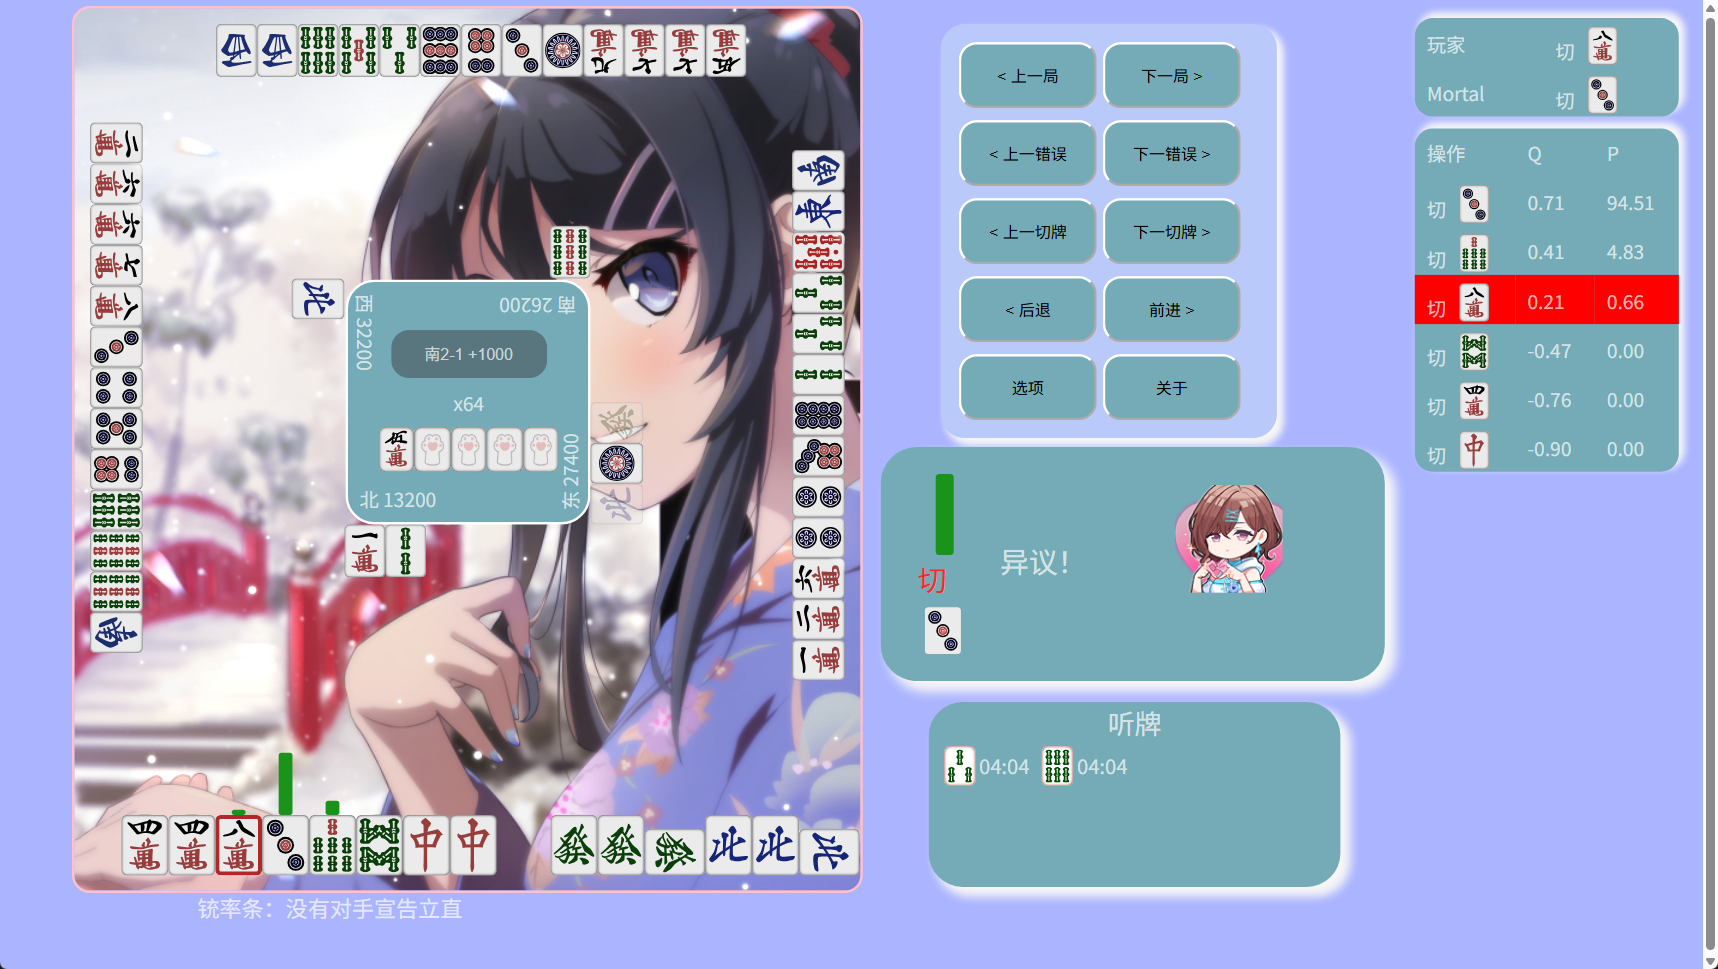 西 32200
南 26200
南2-1 +1000
x64
北 13200
东 27400
铳率条：没有对手宣告立直
< 上一局
下一局 >
< 上一错误
下一错误 >
< 上一切牌
下一切牌 >
< 后退
前进 >
选项
关于
切
异议！
听牌
04:04
04:04
玩家 切
Mortal 切
操作 Q P
切 0.71 94.51
切 0.41 4.83
切 0.21 0.66
切 -0.47 0.00
切 -0.76 0.00
切 -0.90 0.00